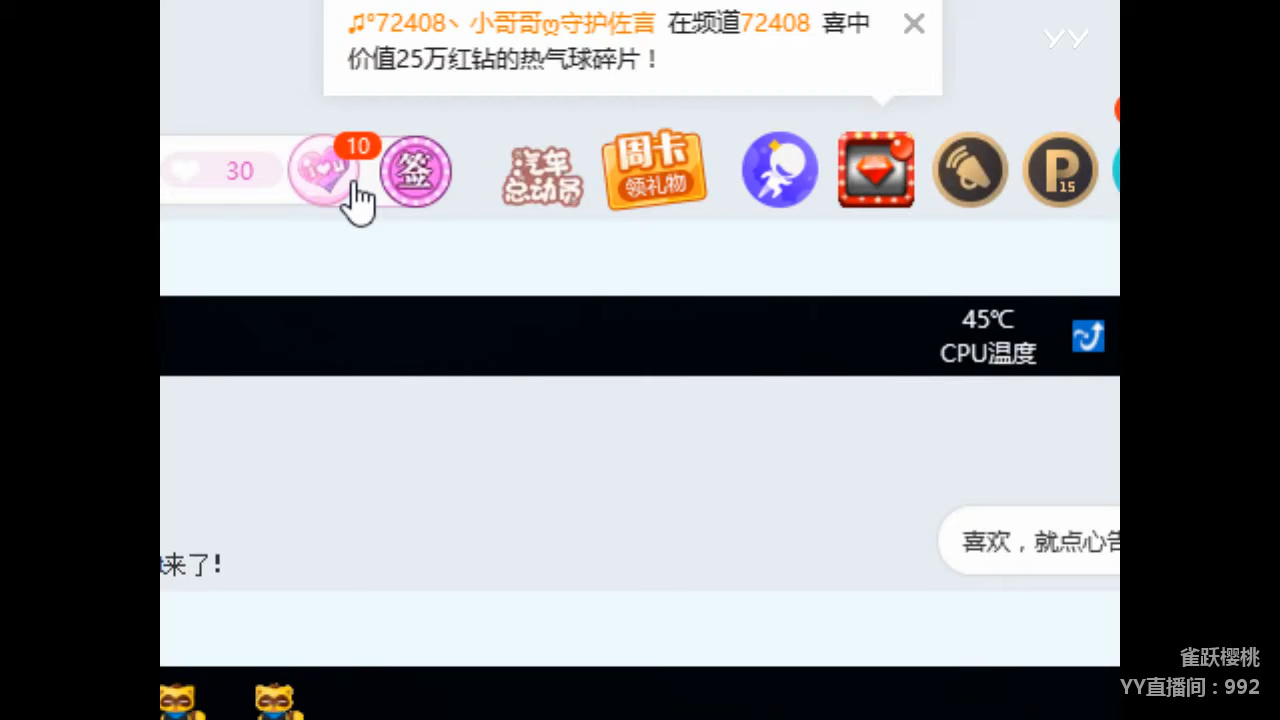 ♫°72408丶小哥哥ღ守护佐言 在频道72408 喜中
价值25万红钻的热气球碎片！
YY
30
I ♥ U
10
签
汽车
总动员
周卡
领礼物
P
15
45℃
CPU温度
来了!
喜欢，就点心告
雀跃樱桃
YY直播间：992